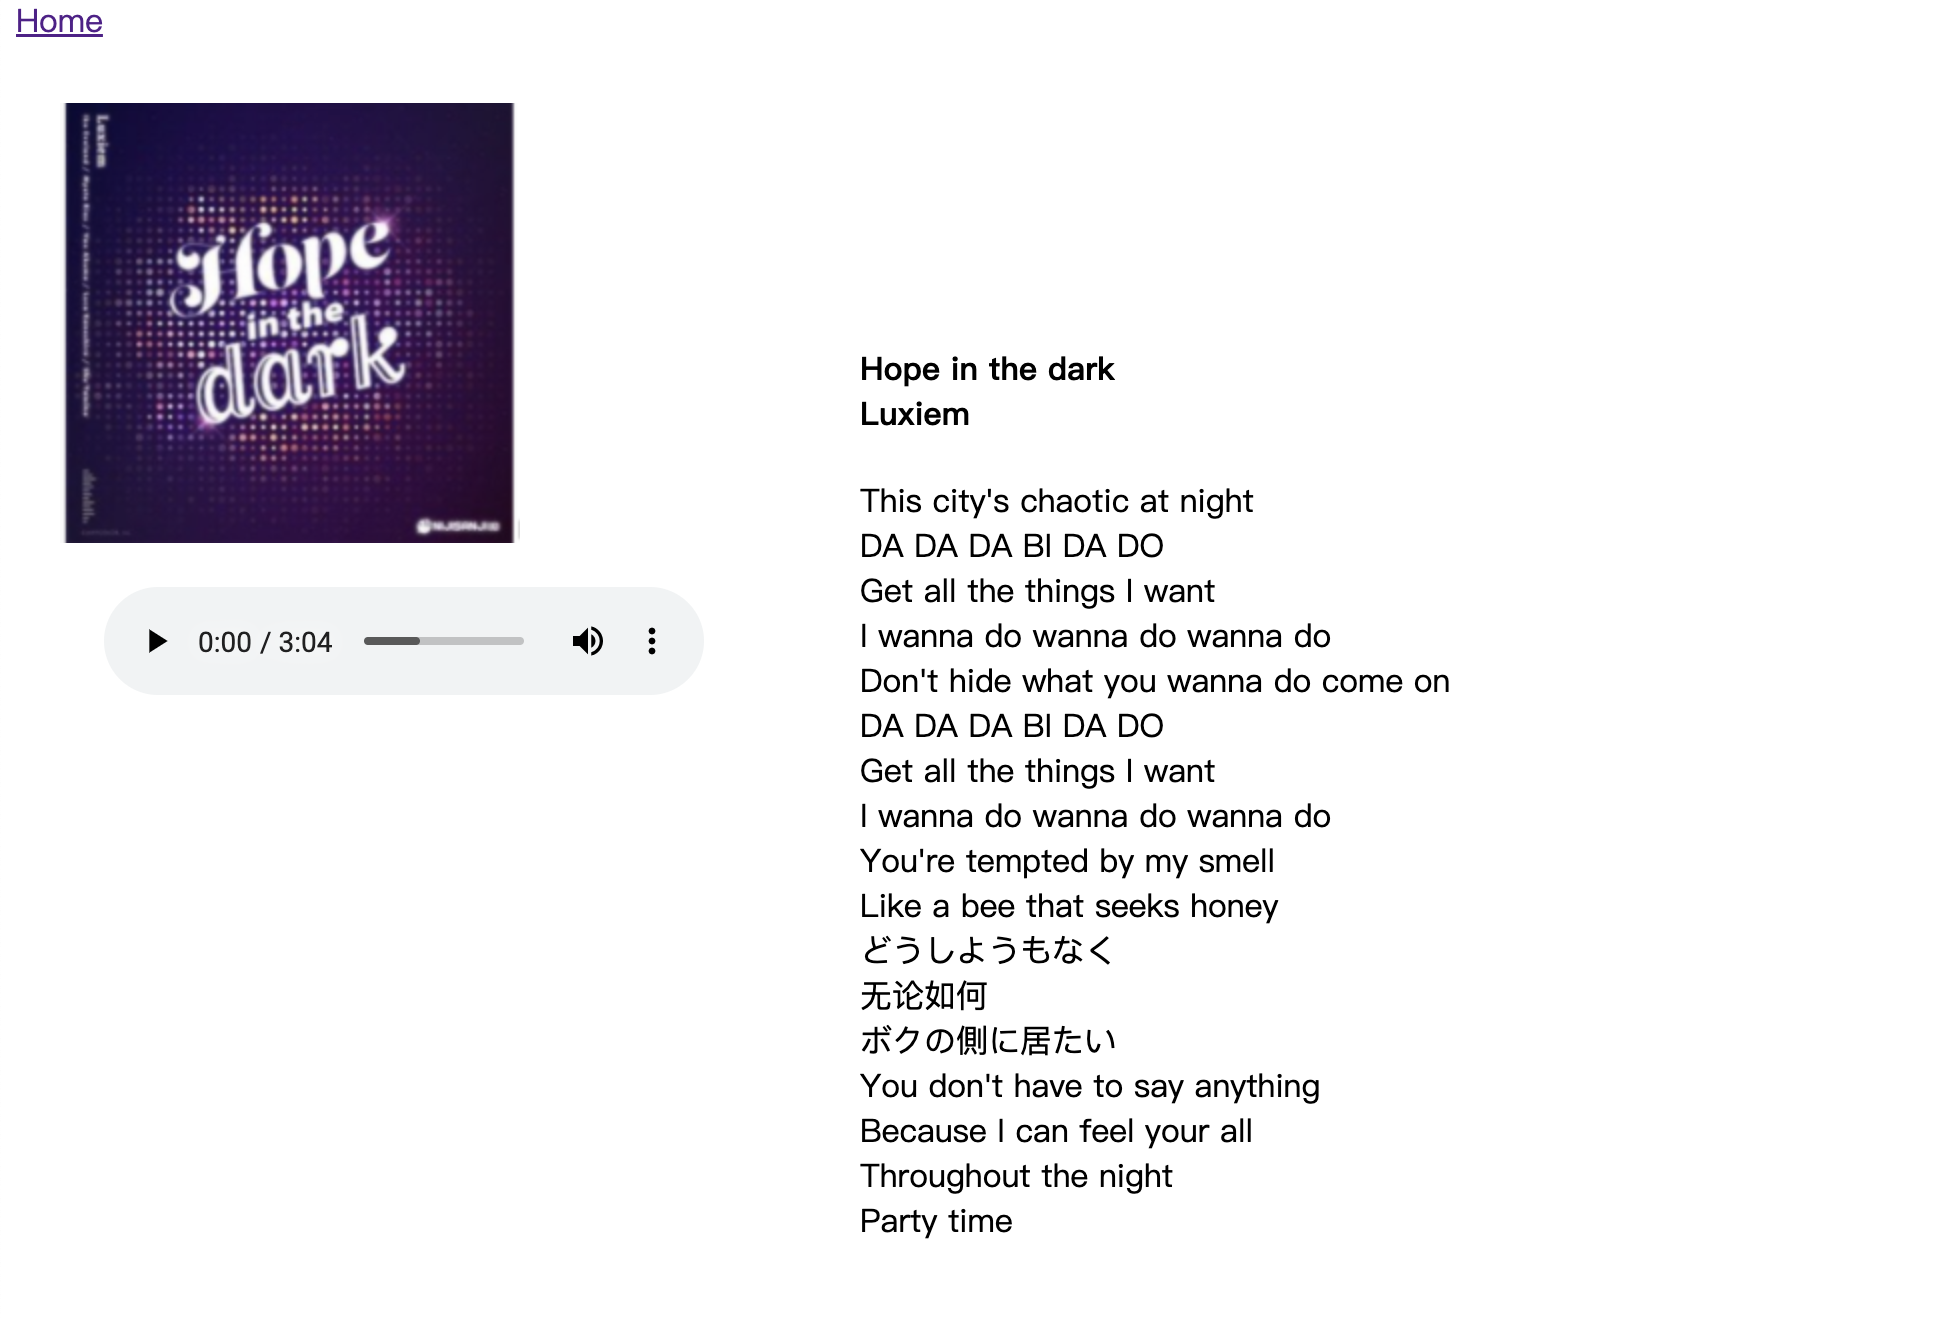 Home
Luxiem
Hope
in the
dark
NIJISANJI
0:00 / 3:04
Hope in the dark
Luxiem
This city's chaotic at night
DA DA DA BI DA DO
Get all the things I want
I wanna do wanna do wanna do
Don't hide what you wanna do come on
DA DA DA BI DA DO
Get all the things I want
I wanna do wanna do wanna do
You're tempted by my smell
Like a bee that seeks honey
どうしようもなく
无论如何
ボクの側に居たい
You don't have to say anything
Because I can feel your all
Throughout the night
Party time